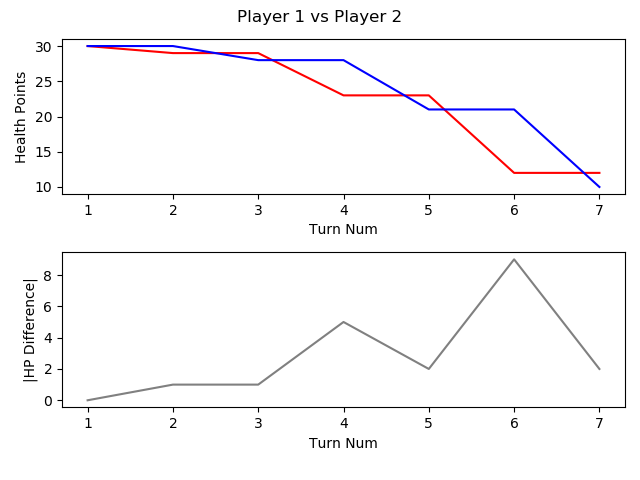 Player 1 vs Player 2
Health Points
30
25
20
15
10
1 2 3 4 5 6 7
Turn Num
|HP Difference|
8
6
4
2
0
1 2 3 4 5 6 7
Turn Num